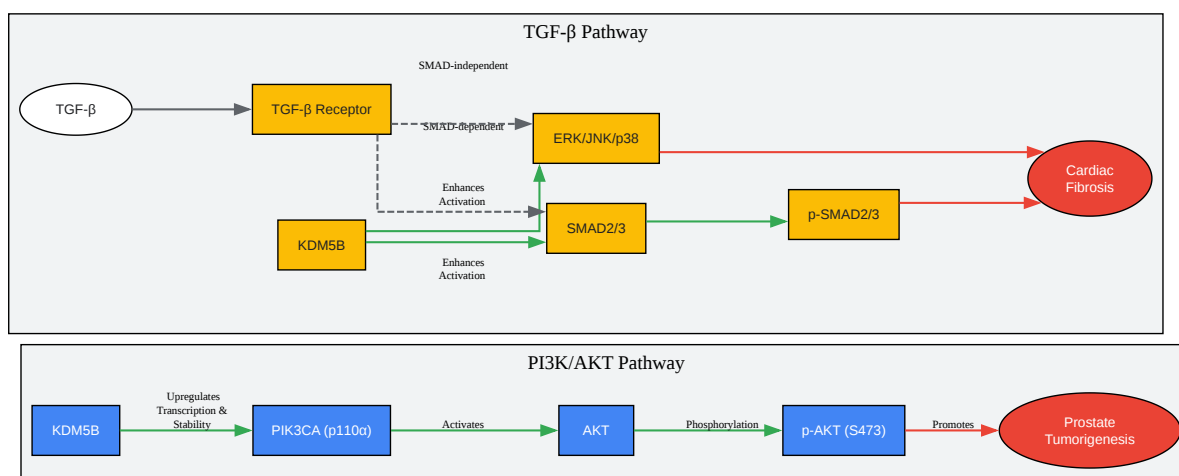 TGF-β Pathway
SMAD-independent
TGF-β
TGF-β Receptor
SMAD-dependent
ERK/JNK/p38
Cardiac
Fibrosis
Enhances
Activation
p-SMAD2/3
SMAD2/3
KDM5B
Enhances
Activation
PI3K/AKT Pathway
KDM5B
Upregulates
Transcription &
Stability
PIK3CA (p110α)
Activates
AKT
Phosphorylation
p-AKT (S473)
Promotes
Prostate
Tumorigenesis